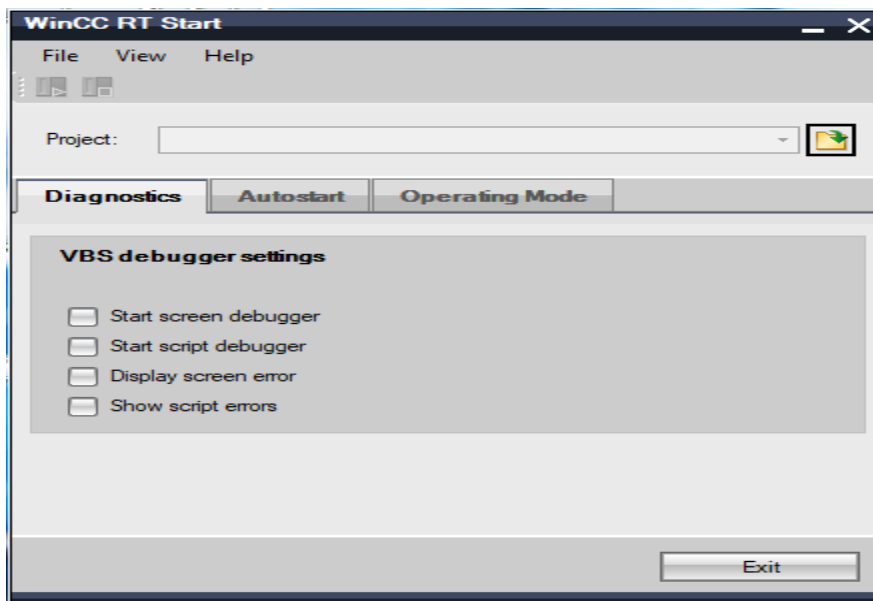 WinCC RT Start
File View Help
Project:
Diagnostics Autostart Operating Mode
VBS debugger settings
Start screen debugger
Start script debugger
Display screen error
Show script errors
Exit